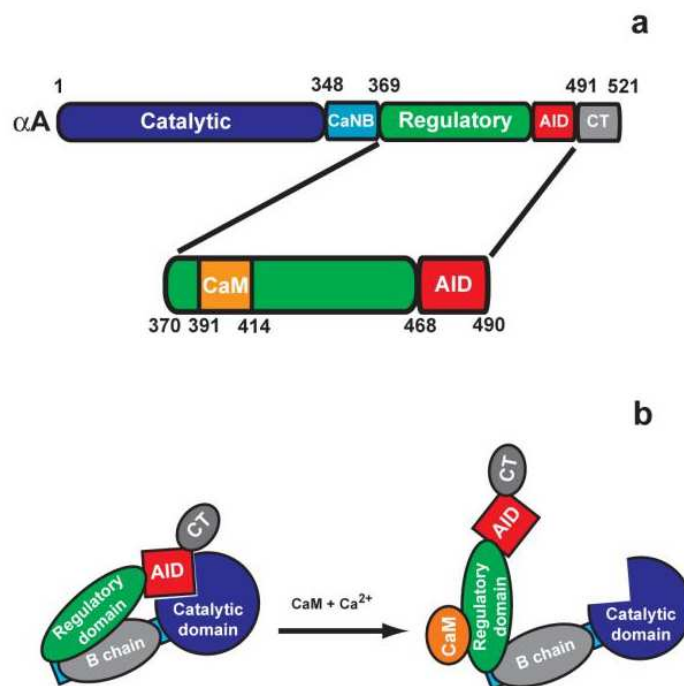 a
1 348 369 491 521
αA Catalytic CaNB Regulatory AID CT
CaM AID
370 391 414 468 490
b
CT
AID
CT
AID
Regulatory
domain
Catalytic
domain
B chain
CaM + Ca²⁺
CaM
Regulatory
domain
B chain
Catalytic
domain